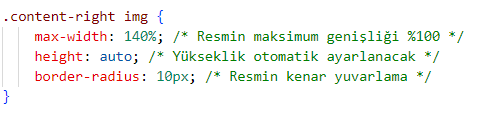 .content-right img {
max-width: 140%; /* Resmin maksimum genişliği %100 */
height: auto; /* Yükseklik otomatik ayarlanacak */
border-radius: 10px; /* Resmin kenar yuvarlama */
}